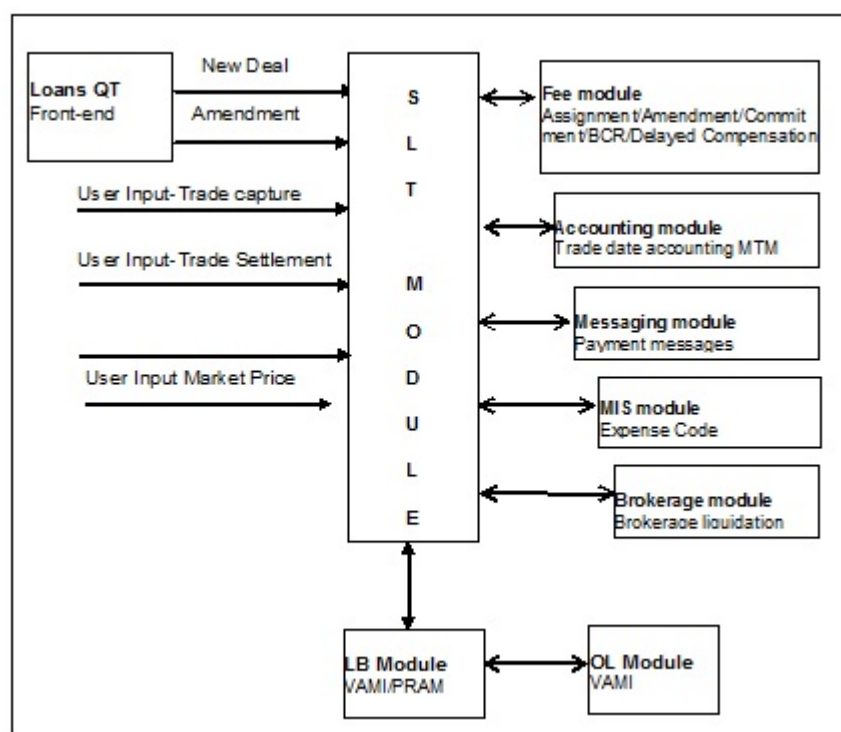 Loans QT
Front-end
New Deal
Amendment
User Input-Trade capture
User Input-Trade Settlement
User Input Market Price
S
L
T
M
O
D
U
L
E
Fee module
Assignment/Amendment/Commit
ment/BCR/Delayed Compensation
Accounting module
Trade date accounting MTM
Messaging module
Payment messages
MIS module
Expense Code
Brokerage module
Brokerage liquidation
LB Module
VAMI/PRAM
OL Module
VAMI